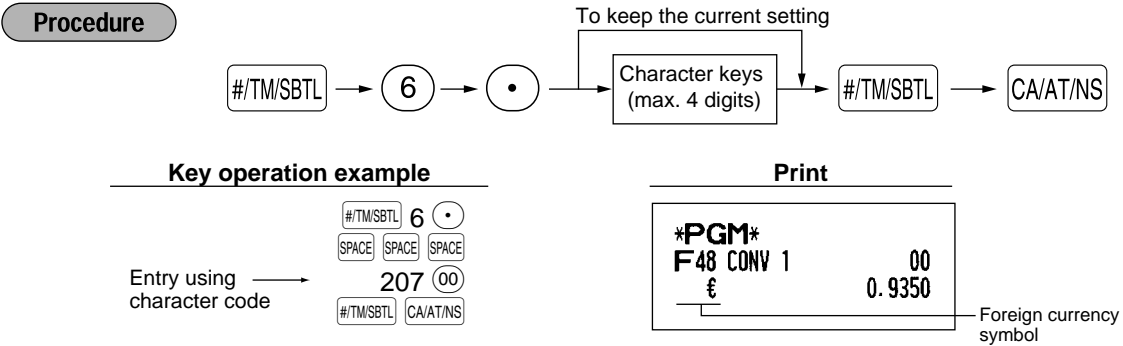 Procedure
To keep the current setting
#/TM/SBTL 6 • Character keys (max. 4 digits) #/TM/SBTL CA/AT/NS
Key operation example
#/TM/SBTL 6 •
SPACE SPACE SPACE
Entry using character code
207 00
#/TM/SBTL CA/AT/NS
Print
*PGM*
F48 CONV 1 00
€ 0.9350
Foreign currency
symbol